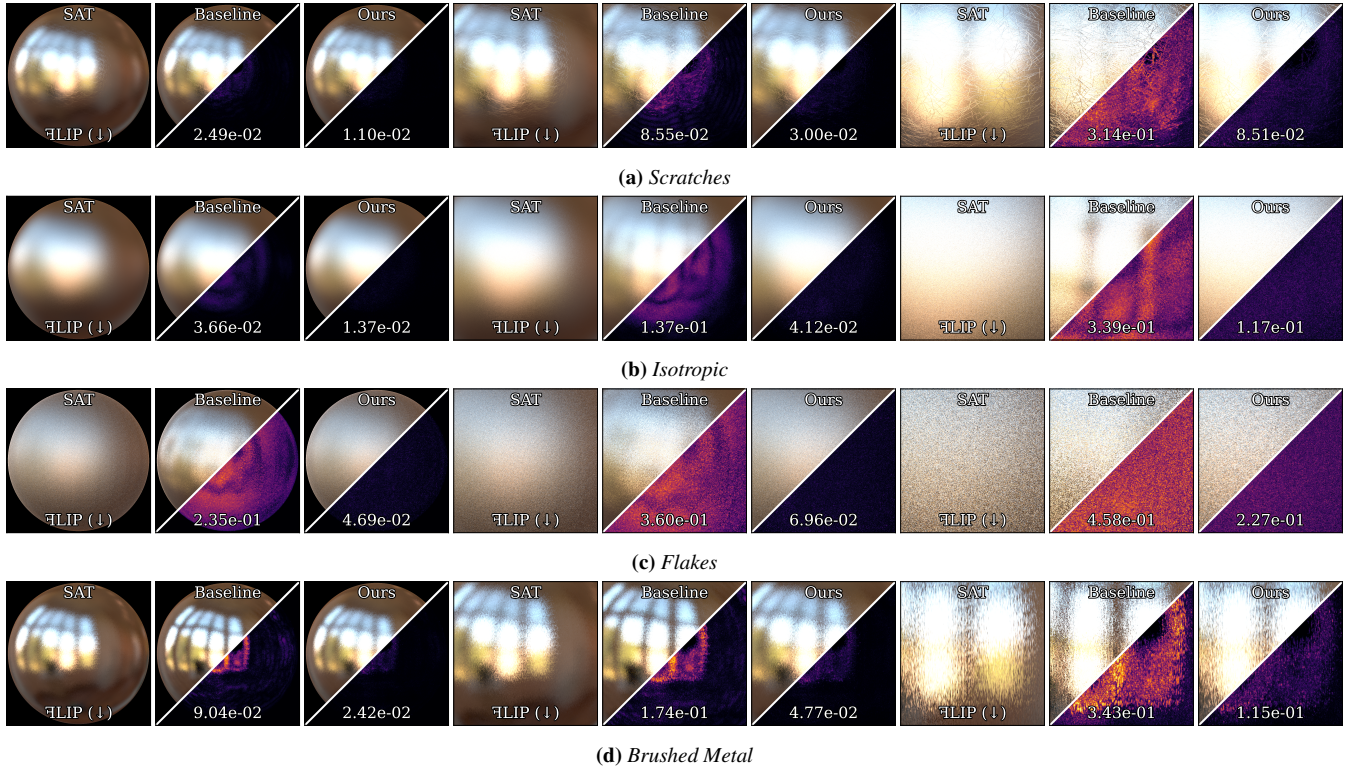 SAT Baseline Ours SAT Baseline Ours SAT Baseline Ours
ꟻLIP (↓) 2.49e-02 1.10e-02 ꟻLIP (↓) 8.55e-02 3.00e-02 ꟻLIP (↓) 3.14e-01 8.51e-02
(a) Scratches
SAT Baseline Ours SAT Baseline Ours SAT Baseline Ours
ꟻLIP (↓) 3.66e-02 1.37e-02 ꟻLIP (↓) 1.37e-01 4.12e-02 ꟻLIP (↓) 3.39e-01 1.17e-01
(b) Isotropic
SAT Baseline Ours SAT Baseline Ours SAT Baseline Ours
ꟻLIP (↓) 2.35e-01 4.69e-02 ꟻLIP (↓) 3.60e-01 6.96e-02 ꟻLIP (↓) 4.58e-01 2.27e-01
(c) Flakes
SAT Baseline Ours SAT Baseline Ours SAT Baseline Ours
ꟻLIP (↓) 9.04e-02 2.42e-02 ꟻLIP (↓) 1.74e-01 4.77e-02 ꟻLIP (↓) 3.43e-01 1.15e-01
(d) Brushed Metal